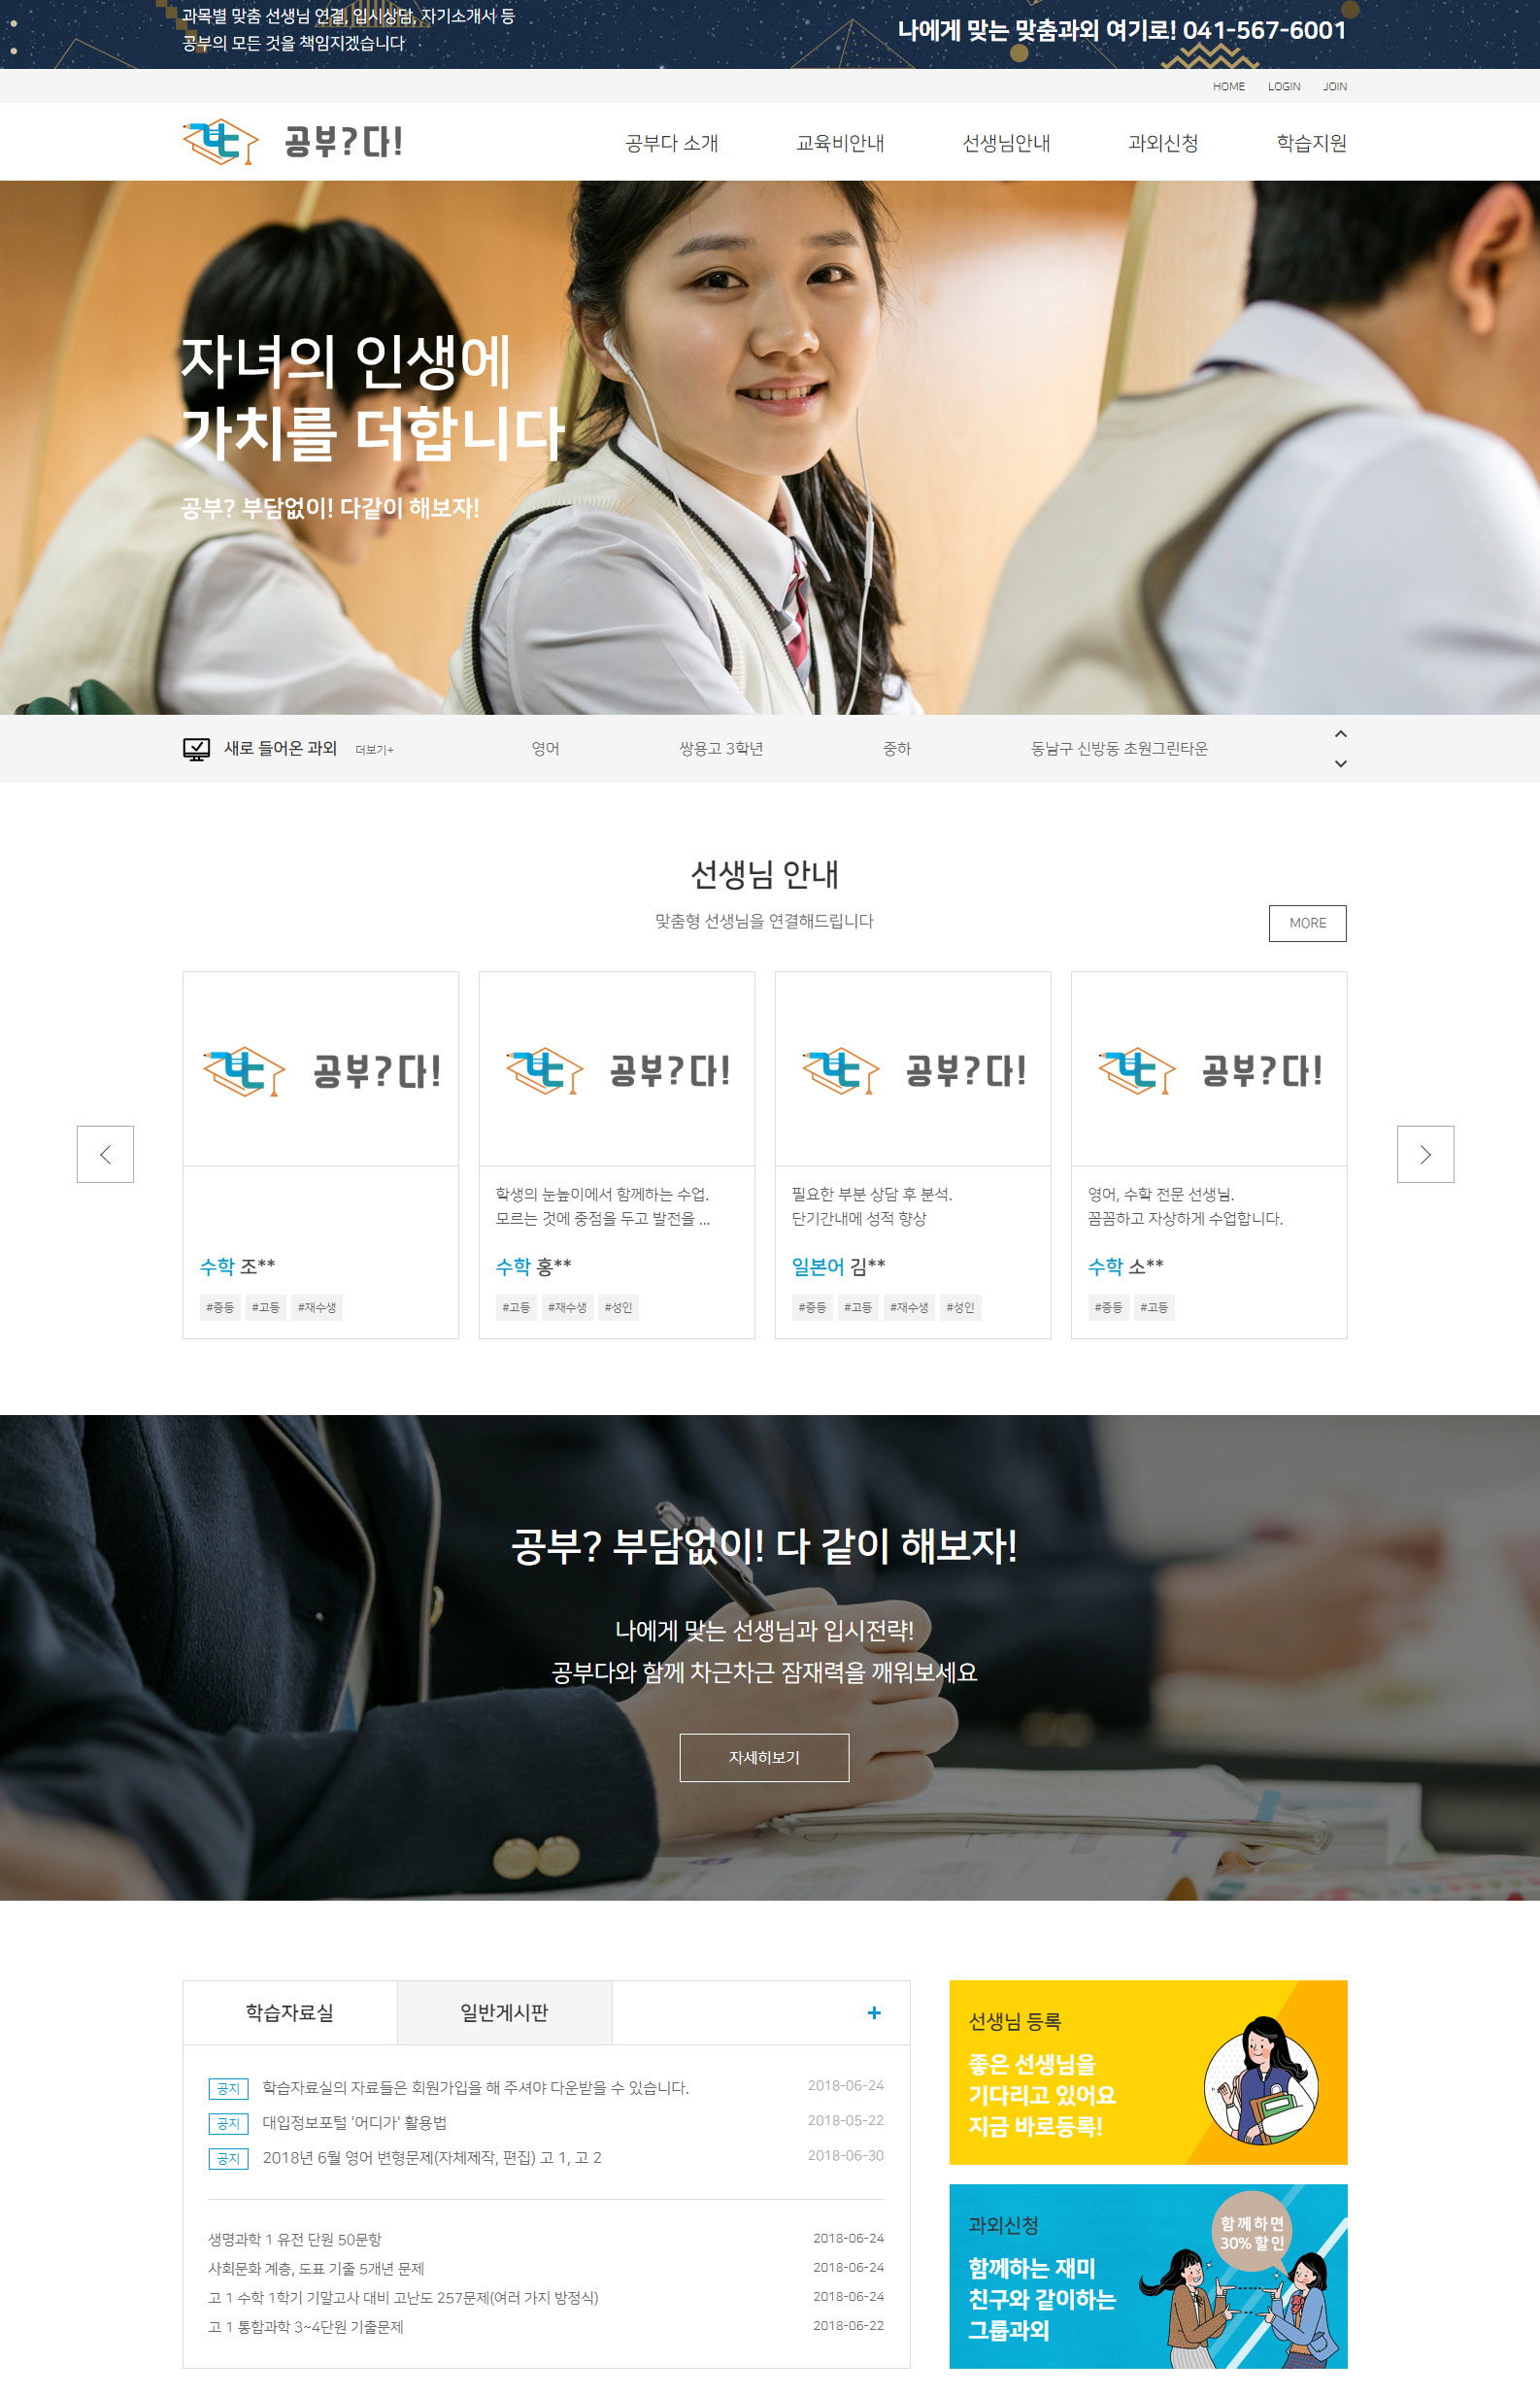 과목별 맞춤 선생님 연결, 입시상담, 자기소개서 등
공부의 모든 것을 책임지겠습니다
나에게 맞는 맞춤과외 여기로! 041-567-6001
HOME LOGIN JOIN
공부?다!
공부다 소개 교육비안내 선생님안내 과외신청 학습지원
자녀의 인생에
가치를 더합니다
공부? 부담없이! 다같이 해보자!
새로 들어온 과외 더보기+ 영어 쌍용고 3학년 중하 동남구 신방동 초원그린타운
선생님 안내
맞춤형 선생님을 연결해드립니다
MORE
공부?다!
수학 조**
#중등 #고등 #재수생
공부?다!
학생의 눈높이에서 함께하는 수업.
모르는 것에 중점을 두고 발전을 ...
수학 홍**
#고등 #재수생 #성인
공부?다!
필요한 부분 상담 후 분석.
단기간내에 성적 향상
일본어 김**
#중등 #고등 #재수생 #성인
공부?다!
영어, 수학 전문 선생님.
꼼꼼하고 자상하게 수업합니다.
수학 소**
#중등 #고등
공부? 부담없이! 다 같이 해보자!
나에게 맞는 선생님과 입시전략!
공부다와 함께 차근차근 잠재력을 깨워보세요
자세히보기
학습자료실 일반게시판 +
공지 학습자료실의 자료들은 회원가입을 해 주셔야 다운받을 수 있습니다. 2018-06-24
공지 대입정보포털 '어디가' 활용법 2018-05-22
공지 2018년 6월 영어 변형문제(자체제작, 편집) 고 1, 고 2 2018-06-30
생명과학 1 유전 단원 50문항 2018-06-24
사회문화 계층, 도표 기출 5개년 문제 2018-06-24
고 1 수학 1학기 기말고사 대비 고난도 257문제(여러 가지 방정식) 2018-06-24
고 1 통합과학 3~4단원 기출문제 2018-06-22
선생님 등록
좋은 선생님을
기다리고 있어요
지금 바로등록!
과외신청
함께하는 재미
친구와 같이하는
그룹과외
함께하면
30% 할인